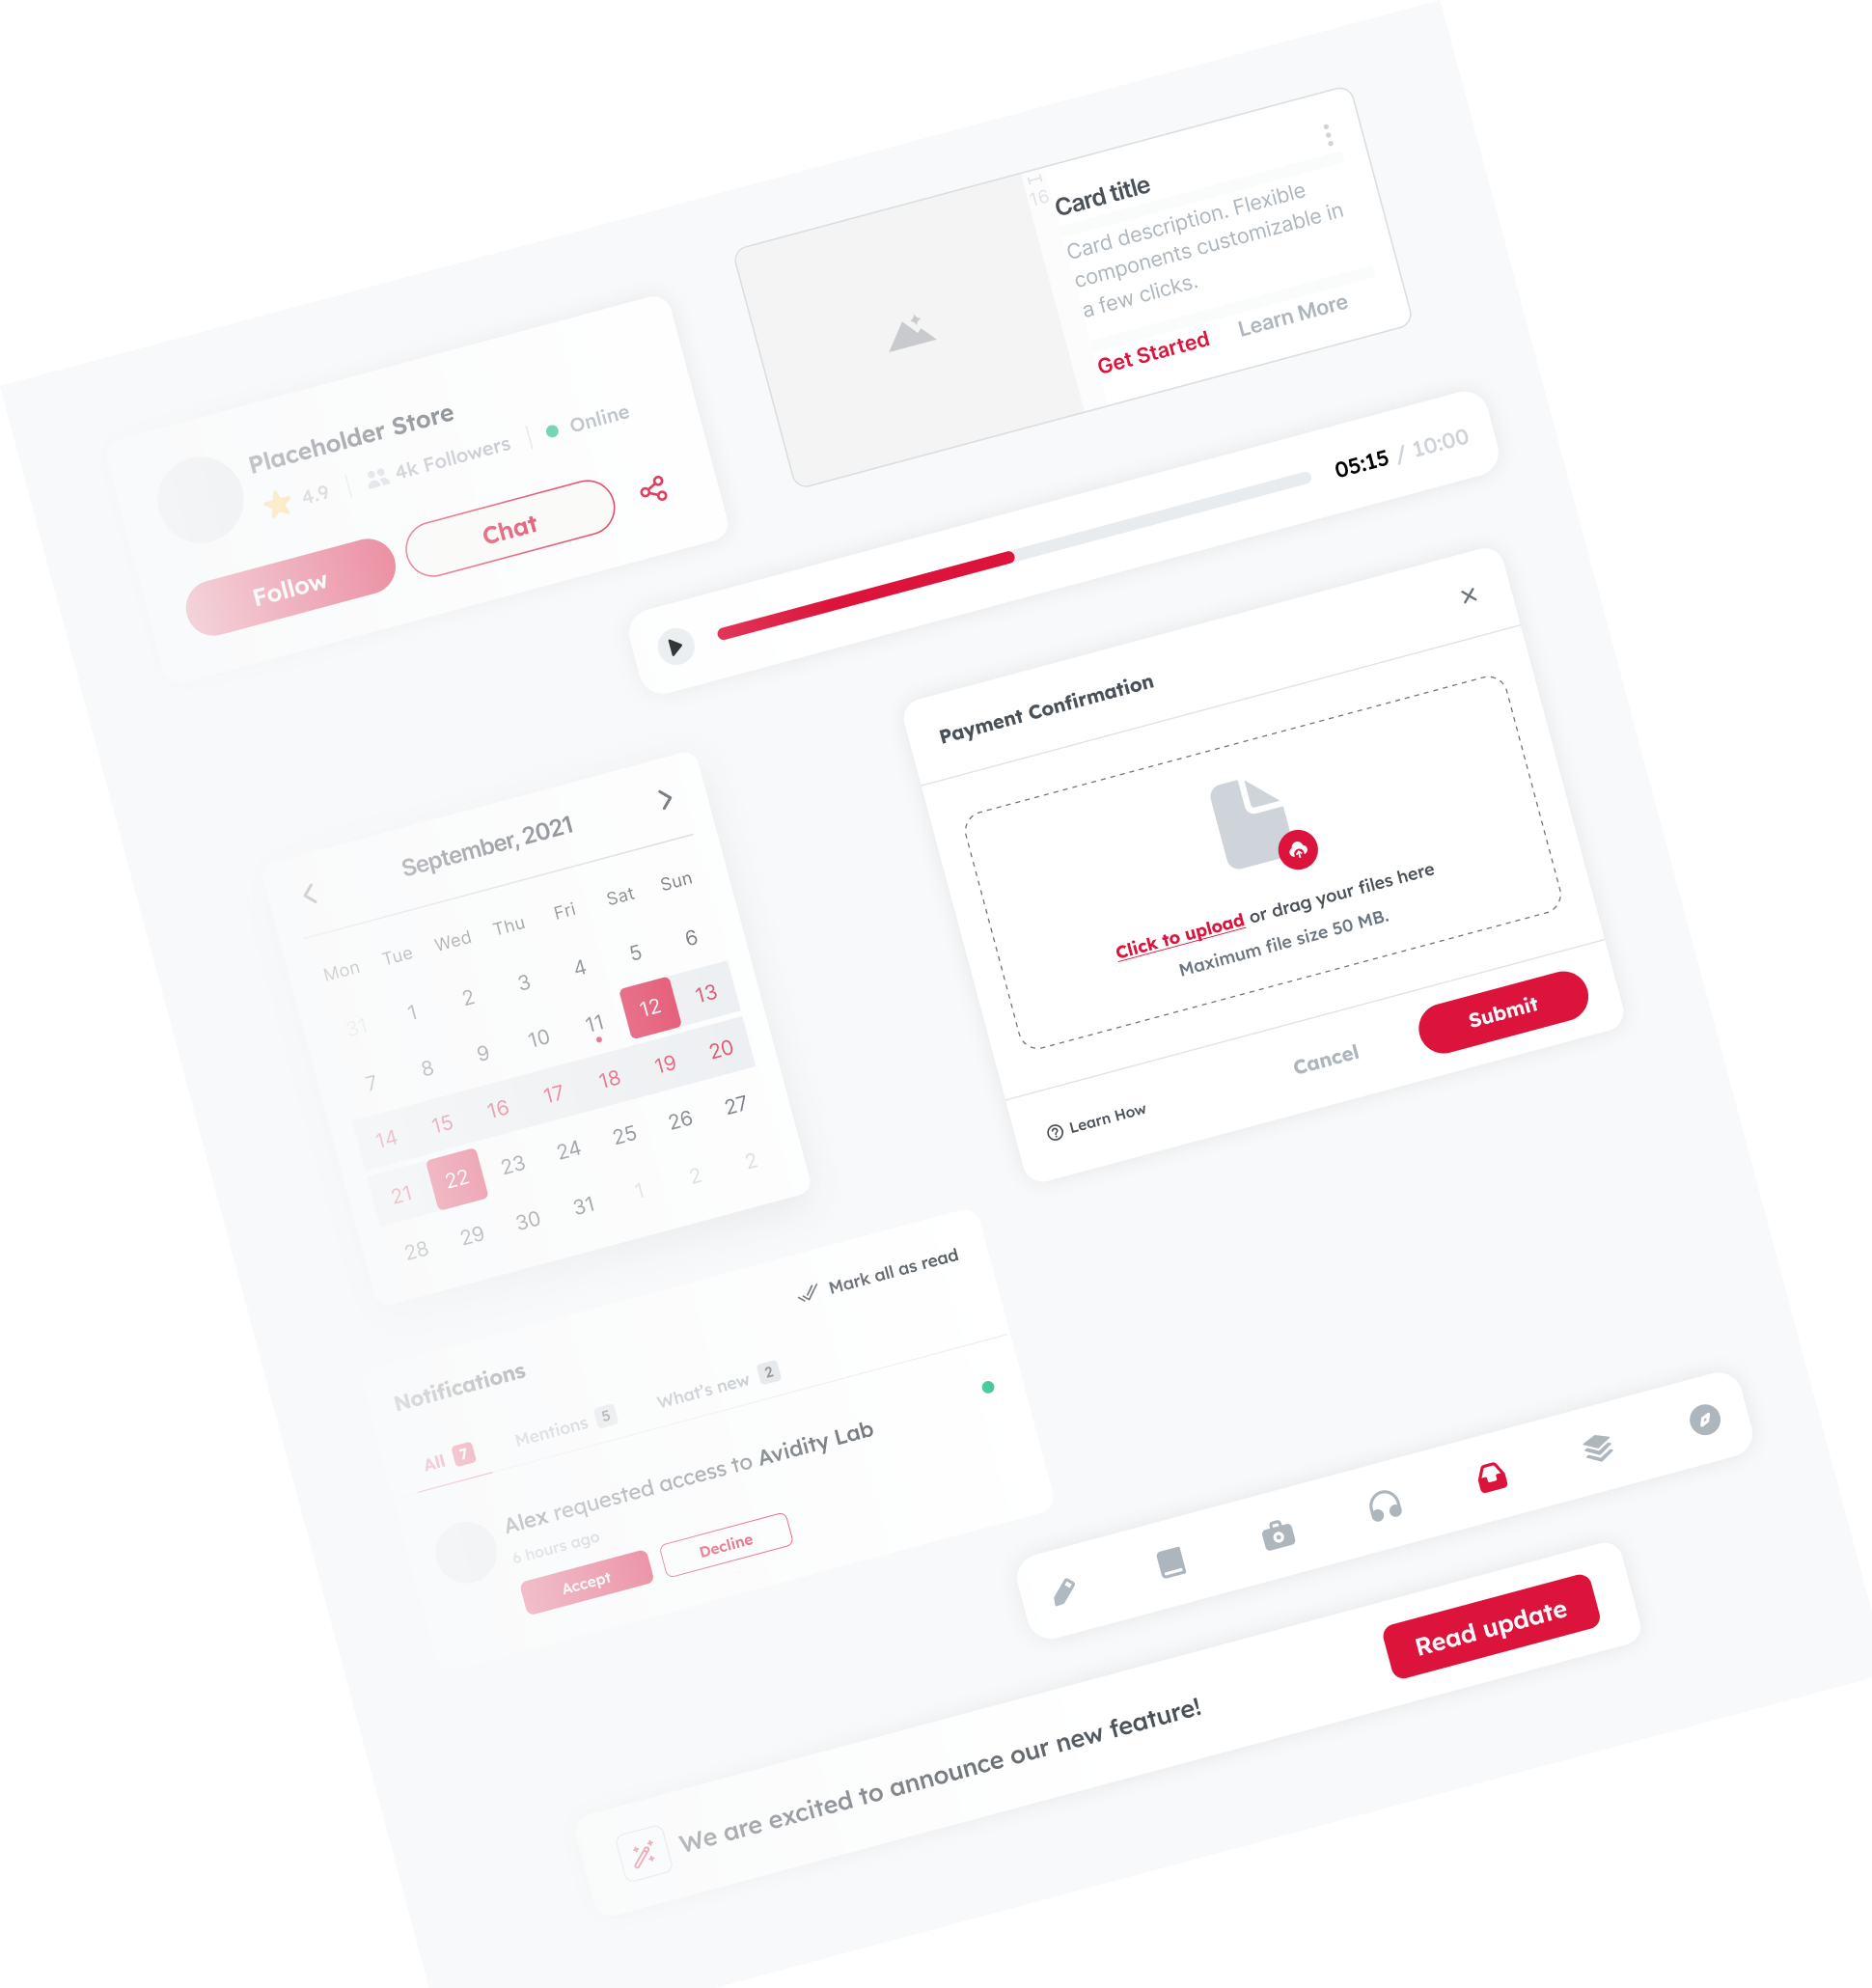 16
Card title
Card description. Flexible
components customizable in
a few clicks.
Get Started Learn More
Placeholder Store
4.9 4k Followers Online
Follow Chat
05:15 / 10:00
Payment Confirmation
Click to upload or drag your files here
Maximum file size 50 MB.
Learn How Cancel Submit
September, 2021
Mon Tue Wed Thu Fri Sat Sun
31 1 2 3 4 5 6
7 8 9 10 11 12 13
14 15 16 17 18 19 20
21 22 23 24 25 26 27
28 29 30 31 1 2 2
Notifications Mark all as read
All 7 Mentions 5 What's new 2
Alex requested access to Avidity Lab
6 hours ago
Accept Decline
We are excited to announce our new feature! Read update